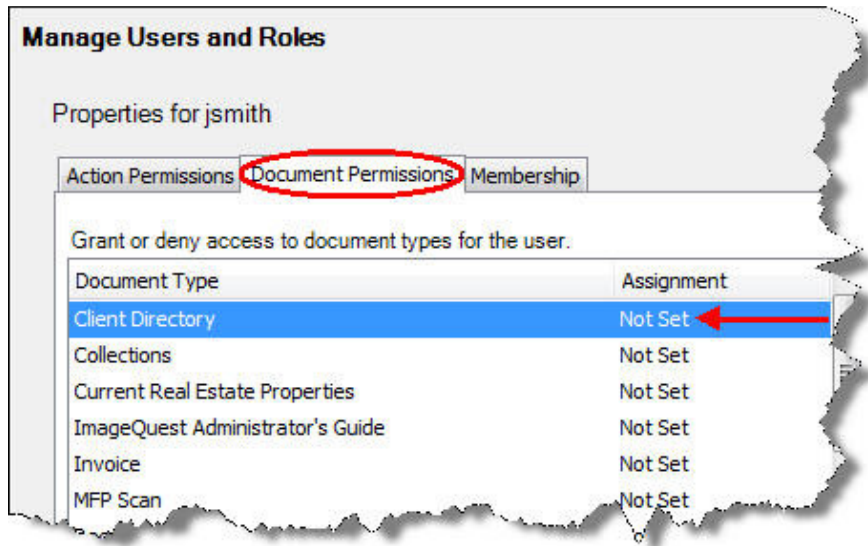 Manage Users and Roles
Properties for jsmith
Action Permissions Document Permissions Membership
Grant or deny access to document types for the user.
Document Type Assignment
Client Directory Not Set
Collections Not Set
Current Real Estate Properties Not Set
ImageQuest Administrator's Guide Not Set
Invoice Not Set
MFP Scan Not Set